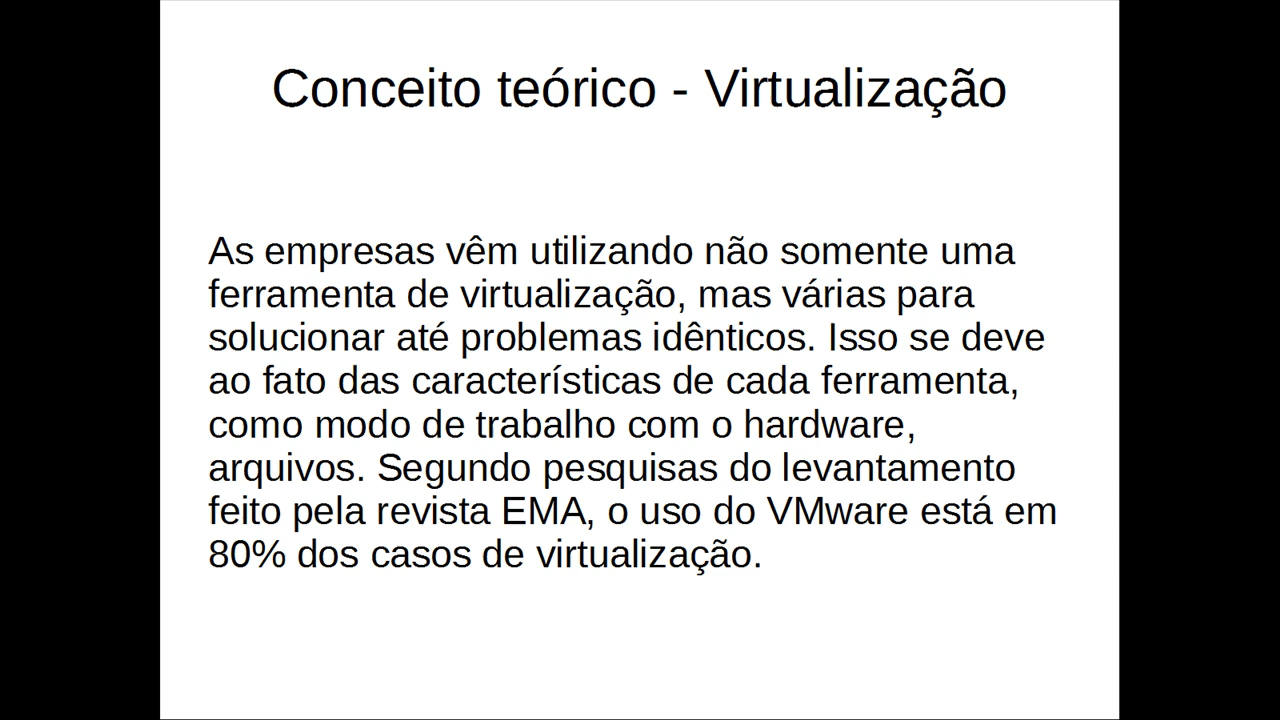 Conceito teórico - Virtualização
As empresas vêm utilizando não somente uma
ferramenta de virtualização, mas várias para
solucionar até problemas idênticos. Isso se deve
ao fato das características de cada ferramenta,
como modo de trabalho com o hardware,
arquivos. Segundo pesquisas do levantamento
feito pela revista EMA, o uso do VMware está em
80% dos casos de virtualização.